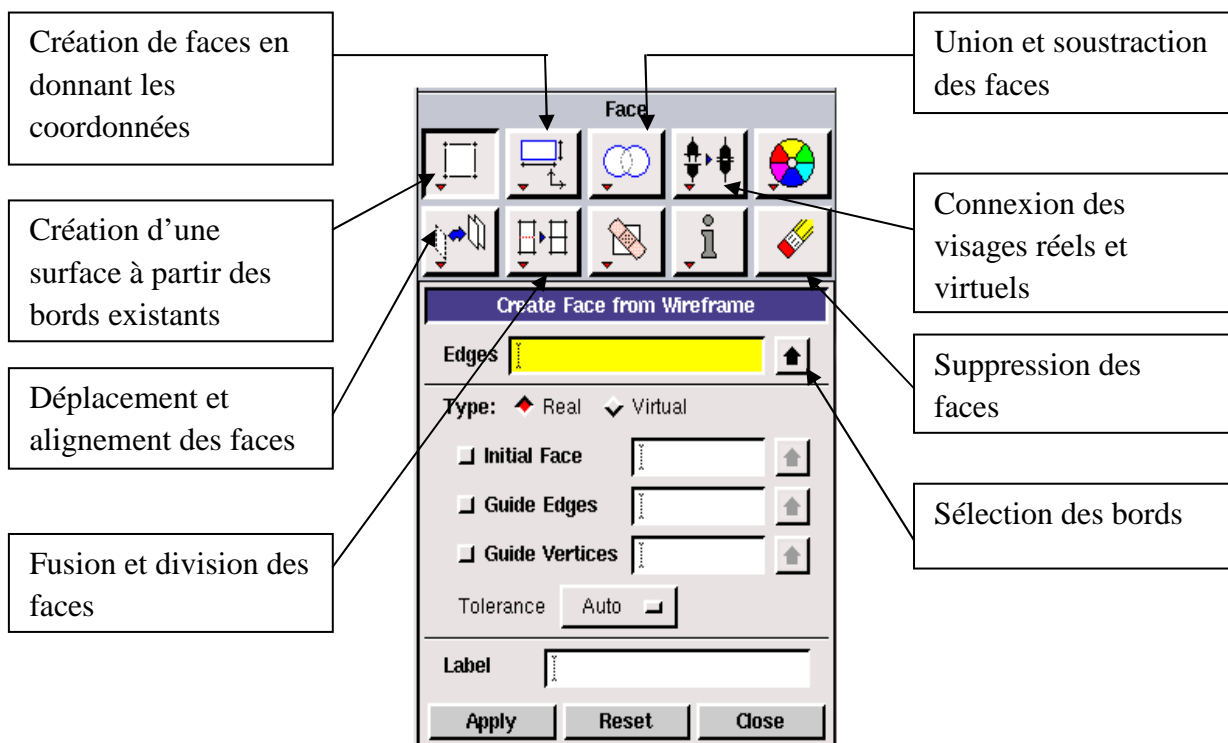 Création de faces en
donnant les
coordonnées
Création d'une
surface à partir des
bords existants
Déplacement et
alignement des faces
Fusion et division des
faces
Face
Create Face from Wireframe
Edges
Type: Real Virtual
Initial Face
Guide Edges
Guide Vertices
Tolerance Auto
Label
Apply Reset Close
Union et soustraction
des faces
Connexion des
visages réels et
virtuels
Suppression des
faces
Sélection des bords